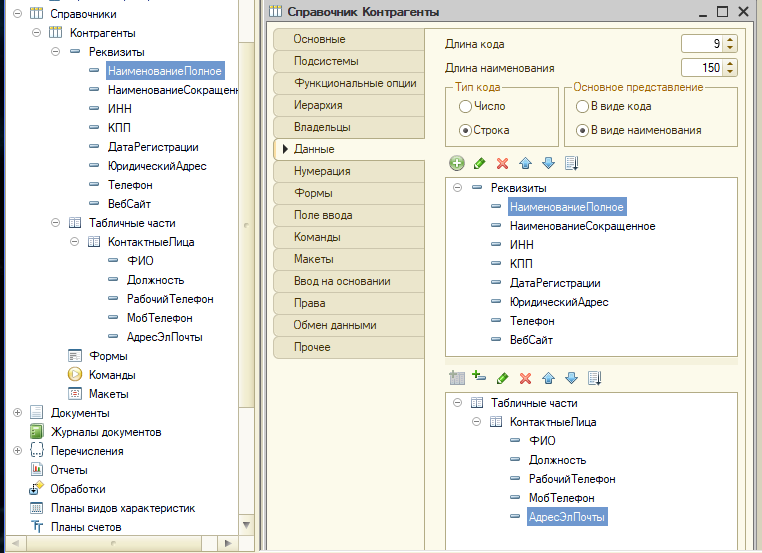 Справочники
Контрагенты
Реквизиты
НаименованиеПолное
НаименованиеСокращенн
ИНН
КПП
ДатаРегистрации
ЮридическийАдрес
Телефон
ВебСайт
Табличные части
КонтактныеЛица
ФИО
Должность
РабочийТелефон
МобТелефон
АдресЭлПочты
Формы
Команды
Макеты
Документы
Журналы документов
Перечисления
Отчеты
Обработки
Планы видов характеристик
Планы счетов
Справочник Контрагенты
Основные
Подсистемы
Функциональные опции
Иерархия
Владельцы
Данные
Нумерация
Формы
Поле ввода
Команды
Макеты
Ввод на основании
Права
Обмен данными
Прочее
Длина кода 9
Длина наименования 150
Тип кода
Число
Строка
Основное представление
В виде кода
В виде наименования
Реквизиты
НаименованиеПолное
НаименованиеСокращенное
ИНН
КПП
ДатаРегистрации
ЮридическийАдрес
Телефон
ВебСайт
Табличные части
КонтактныеЛица
ФИО
Должность
РабочийТелефон
МобТелефон
АдресЭлПочты